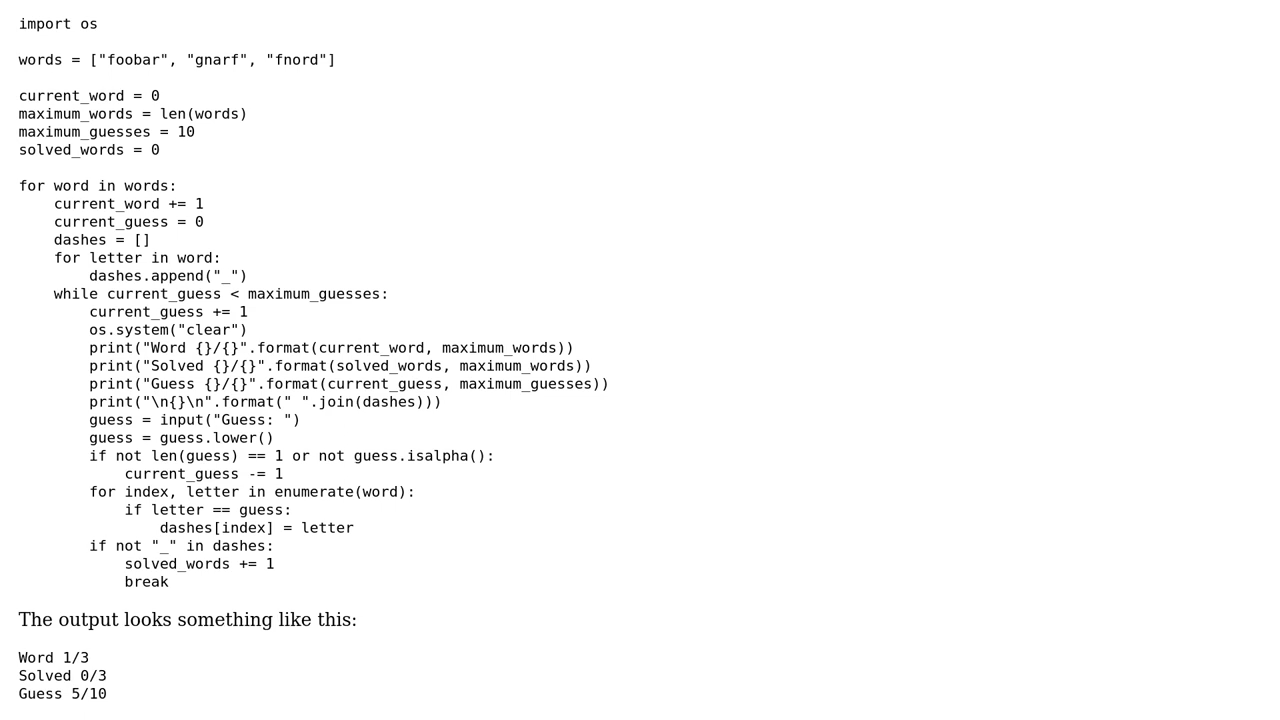 import os

words = ["foobar", "gnarf", "fnord"]

current_word = 0
maximum_words = len(words)
maximum_guesses = 10
solved_words = 0

for word in words:
    current_word += 1
    current_guess = 0
    dashes = []
    for letter in word:
        dashes.append("_")
    while current_guess < maximum_guesses:
        current_guess += 1
        os.system("clear")
        print("Word {}/{}".format(current_word, maximum_words))
        print("Solved {}/{}".format(solved_words, maximum_words))
        print("Guess {}/{}".format(current_guess, maximum_guesses))
        print("\n{}\n".format(" ".join(dashes)))
        guess = input("Guess: ")
        guess = guess.lower()
        if not len(guess) == 1 or not guess.isalpha():
            current_guess -= 1
        for index, letter in enumerate(word):
            if letter == guess:
                dashes[index] = letter
        if not "_" in dashes:
            solved_words += 1
            break

The output looks something like this:

Word 1/3
Solved 0/3
Guess 5/10